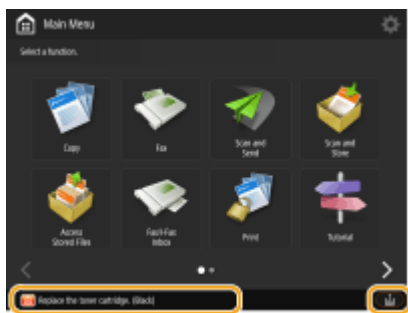 Main Menu
Select a function.
Copy
Fax
Scan and
Send
Scan and
Store
Access
Stored Files
Fax/I-Fax
Inbox
Print
Tutorial
Replace the toner cartridge. (Black)